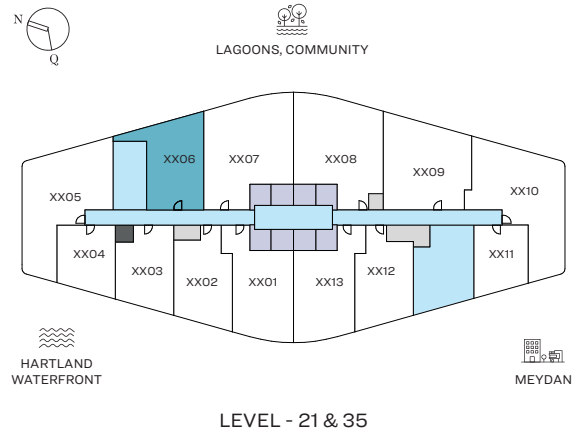 N
Q
LAGOONS, COMMUNITY
XX06
XX07
XX08
XX09
XX05
XX10
XX04
XX03
XX02
XX01
XX13
XX12
XX11
HARTLAND
WATERFRONT
MEYDAN
LEVEL - 21 & 35